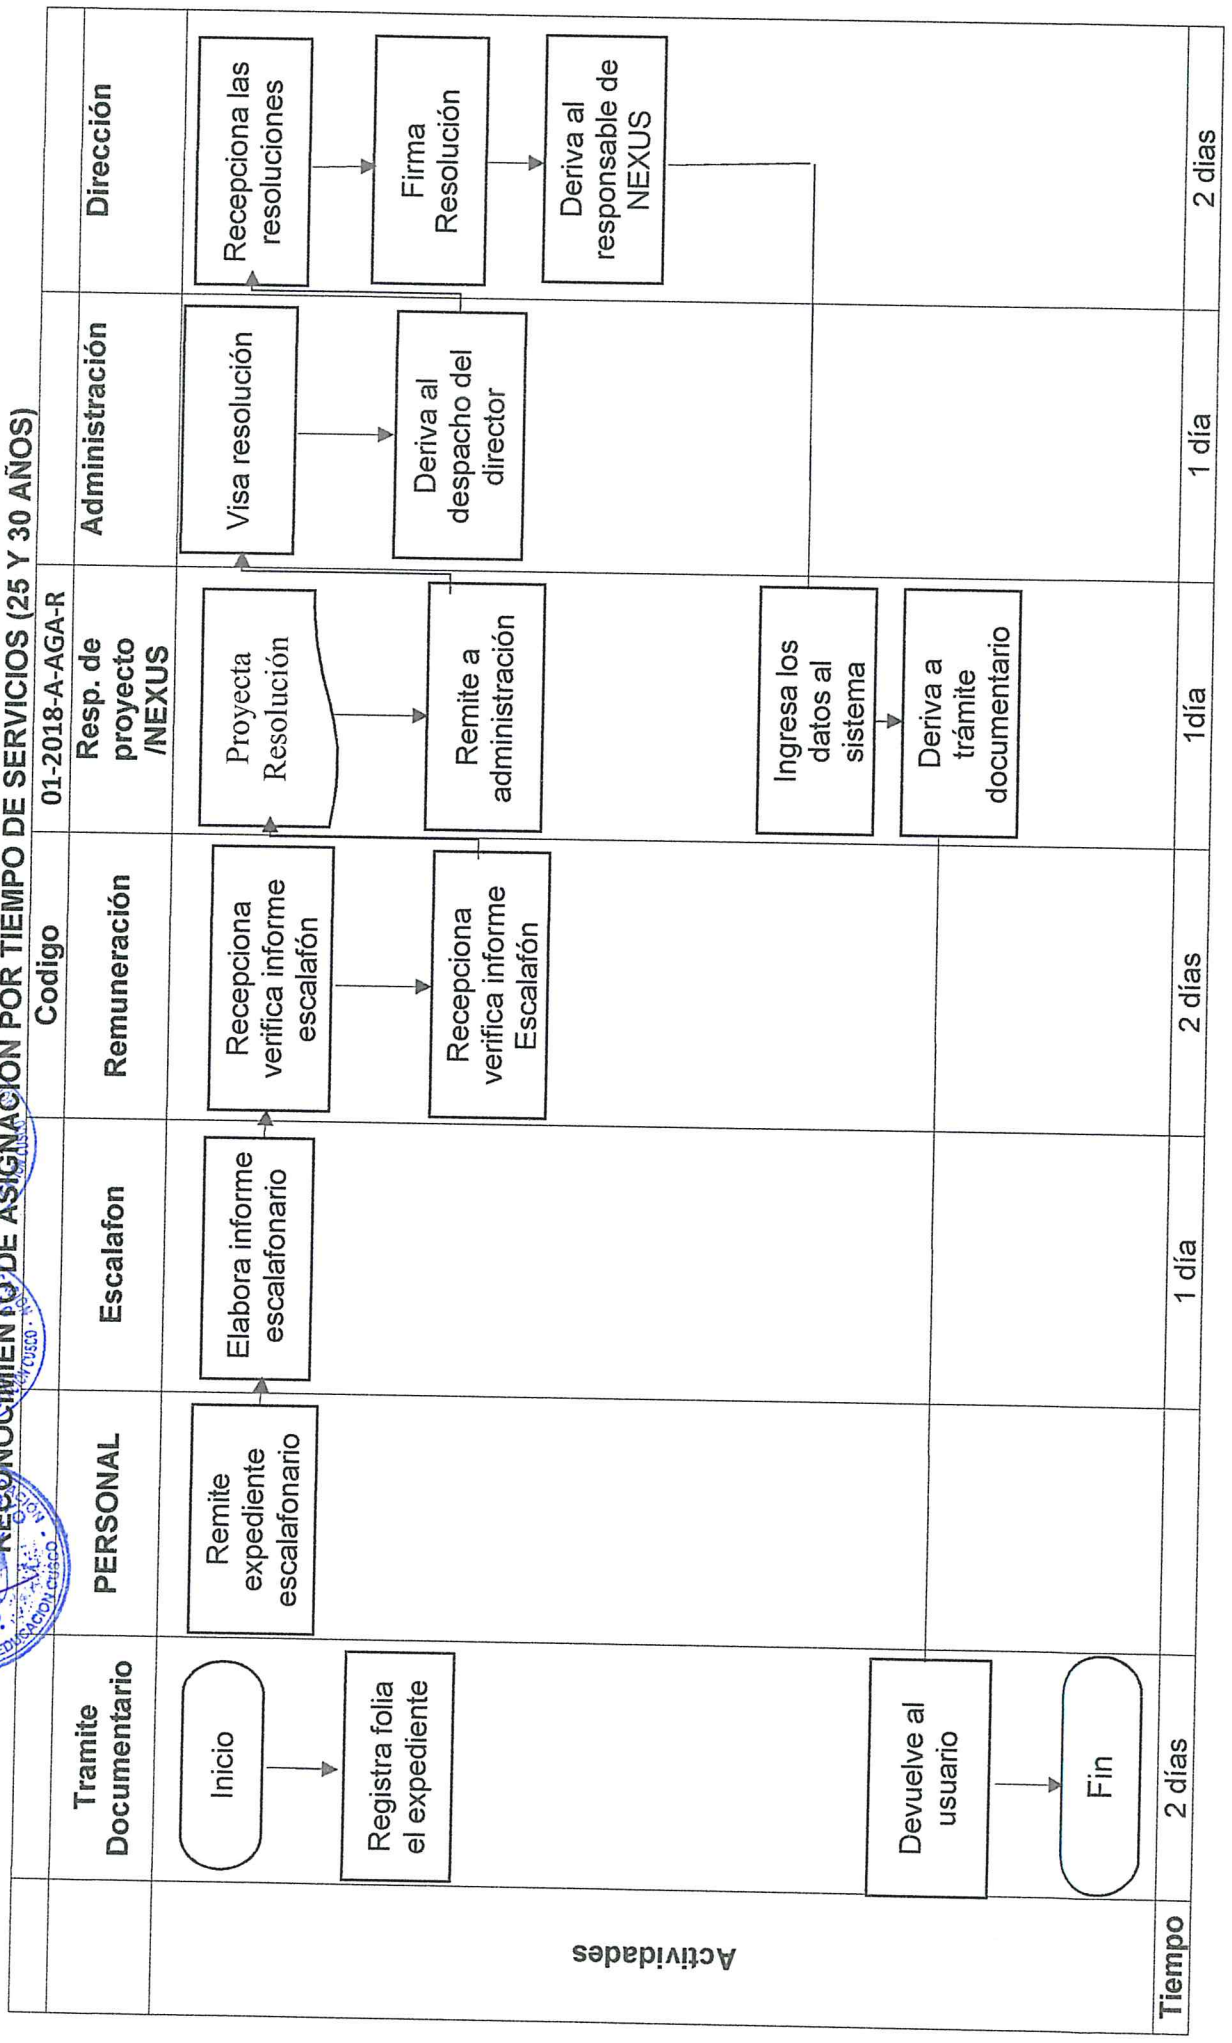 RECONOCIMIENTO DE ASIGNACION POR TIEMPO DE SERVICIOS (25 Y 30 AÑOS)
Codigo
01-2018-A-AGA-R
Tramite
Documentario
PERSONAL
Escalafon
Remuneración
Resp. de
proyecto
/NEXUS
Administración
Dirección
Actividades
Inicio
Registra folia
el expediente
Devuelve al
usuario
Fin
Remite
expediente
escalafonario
Elabora informe
escalafonario
Recepciona
verifica informe
escalafón
Recepciona
verifica informe
Escalafón
Proyecta
Resolución
Remite a
administración
Ingresa los
datos al
sistema
Deriva a
trámite
documentario
Visa resolución
Deriva al
despacho del
director
Recepciona las
resoluciones
Firma
Resolución
Deriva al
responsable de
NEXUS
Tiempo
2 días
1 día
2 días
1día
1 día
2 dias
EDUCACION CUSCO